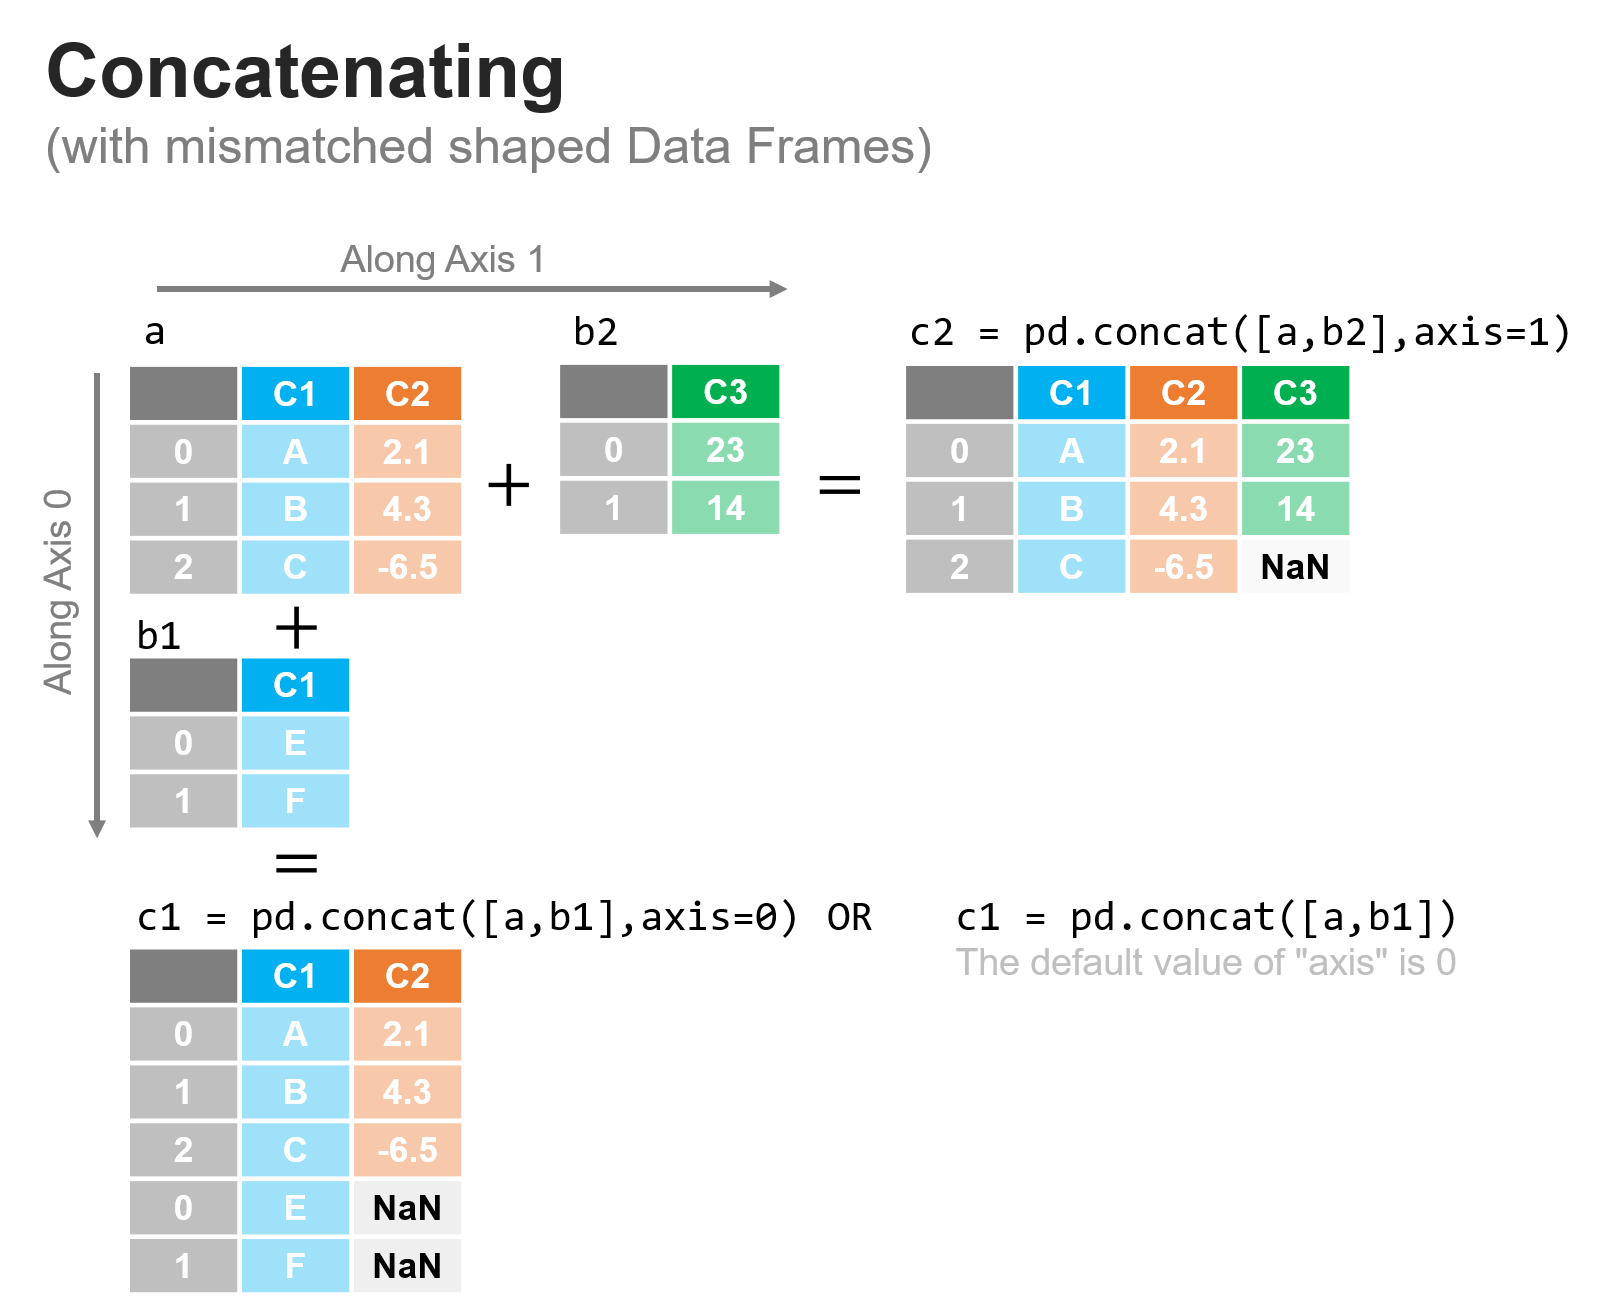 Concatenating
(with mismatched shaped Data Frames)
Along Axis 1
Along Axis 0
a
C1 C2
0 A 2.1
1 B 4.3
2 C -6.5
+
b2
C3
0 23
1 14
=
c2 = pd.concat([a,b2],axis=1)
C1 C2 C3
0 A 2.1 23
1 B 4.3 14
2 C -6.5 NaN
+
b1
C1
0 E
1 F
=
c1 = pd.concat([a,b1],axis=0) OR c1 = pd.concat([a,b1])
The default value of "axis" is 0
C1 C2
0 A 2.1
1 B 4.3
2 C -6.5
0 E NaN
1 F NaN